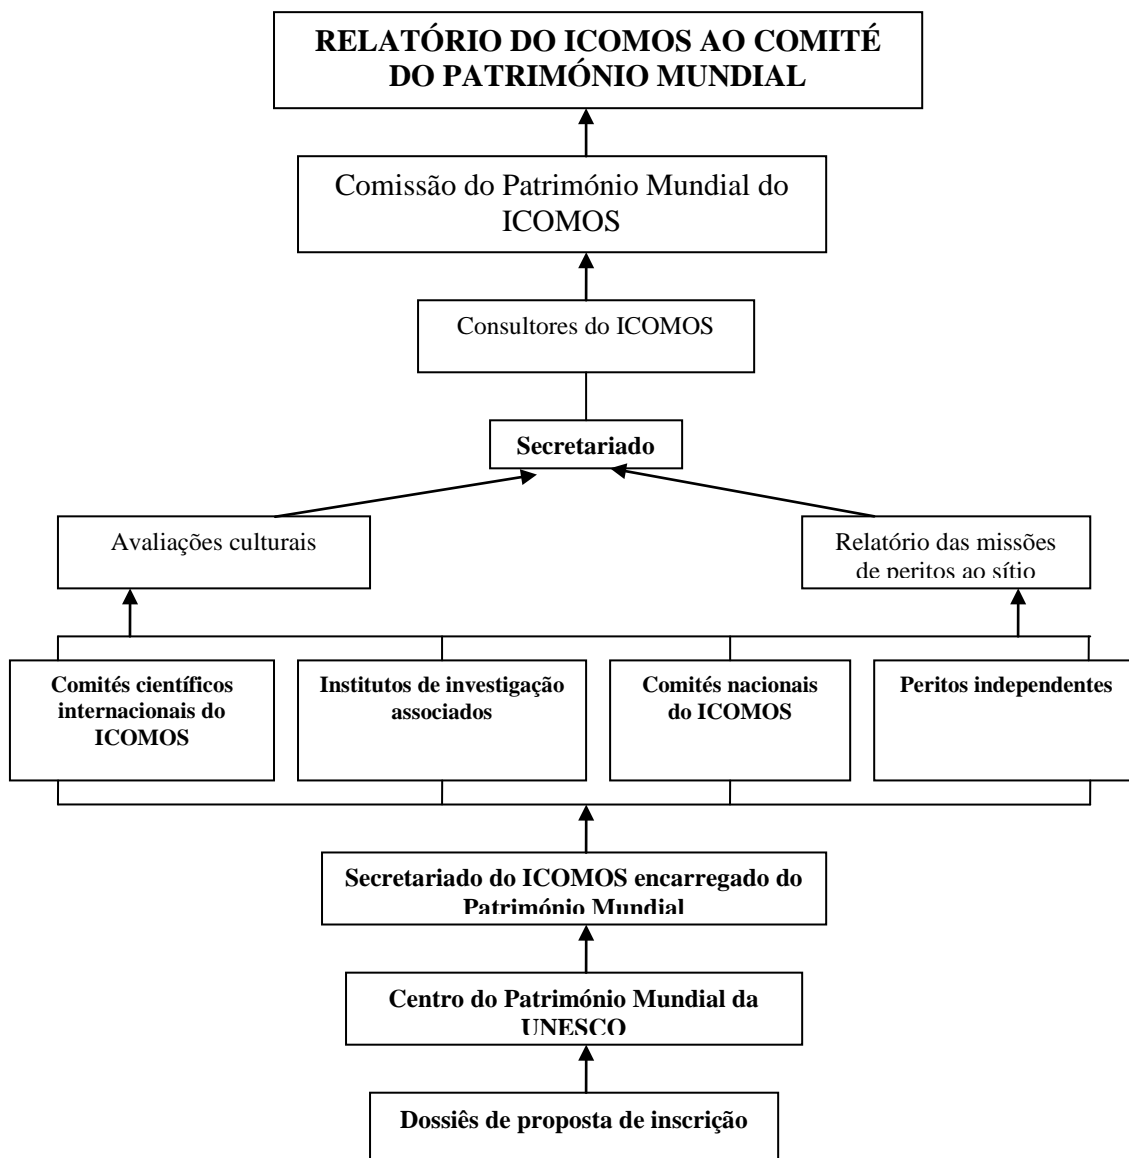 RELATÓRIO DO ICOMOS AO COMITÉ
DO PATRIMÓNIO MUNDIAL
Comissão do Património Mundial do
ICOMOS
Consultores do ICOMOS
Secretariado
Avaliações culturais
Relatório das missões
de peritos ao sítio
Comités científicos
internacionais do
ICOMOS
Institutos de investigação
associados
Comités nacionais
do ICOMOS
Peritos independentes
Secretariado do ICOMOS encarregado do
Património Mundial
Centro do Património Mundial da
UNESCO
Dossiês de proposta de inscrição